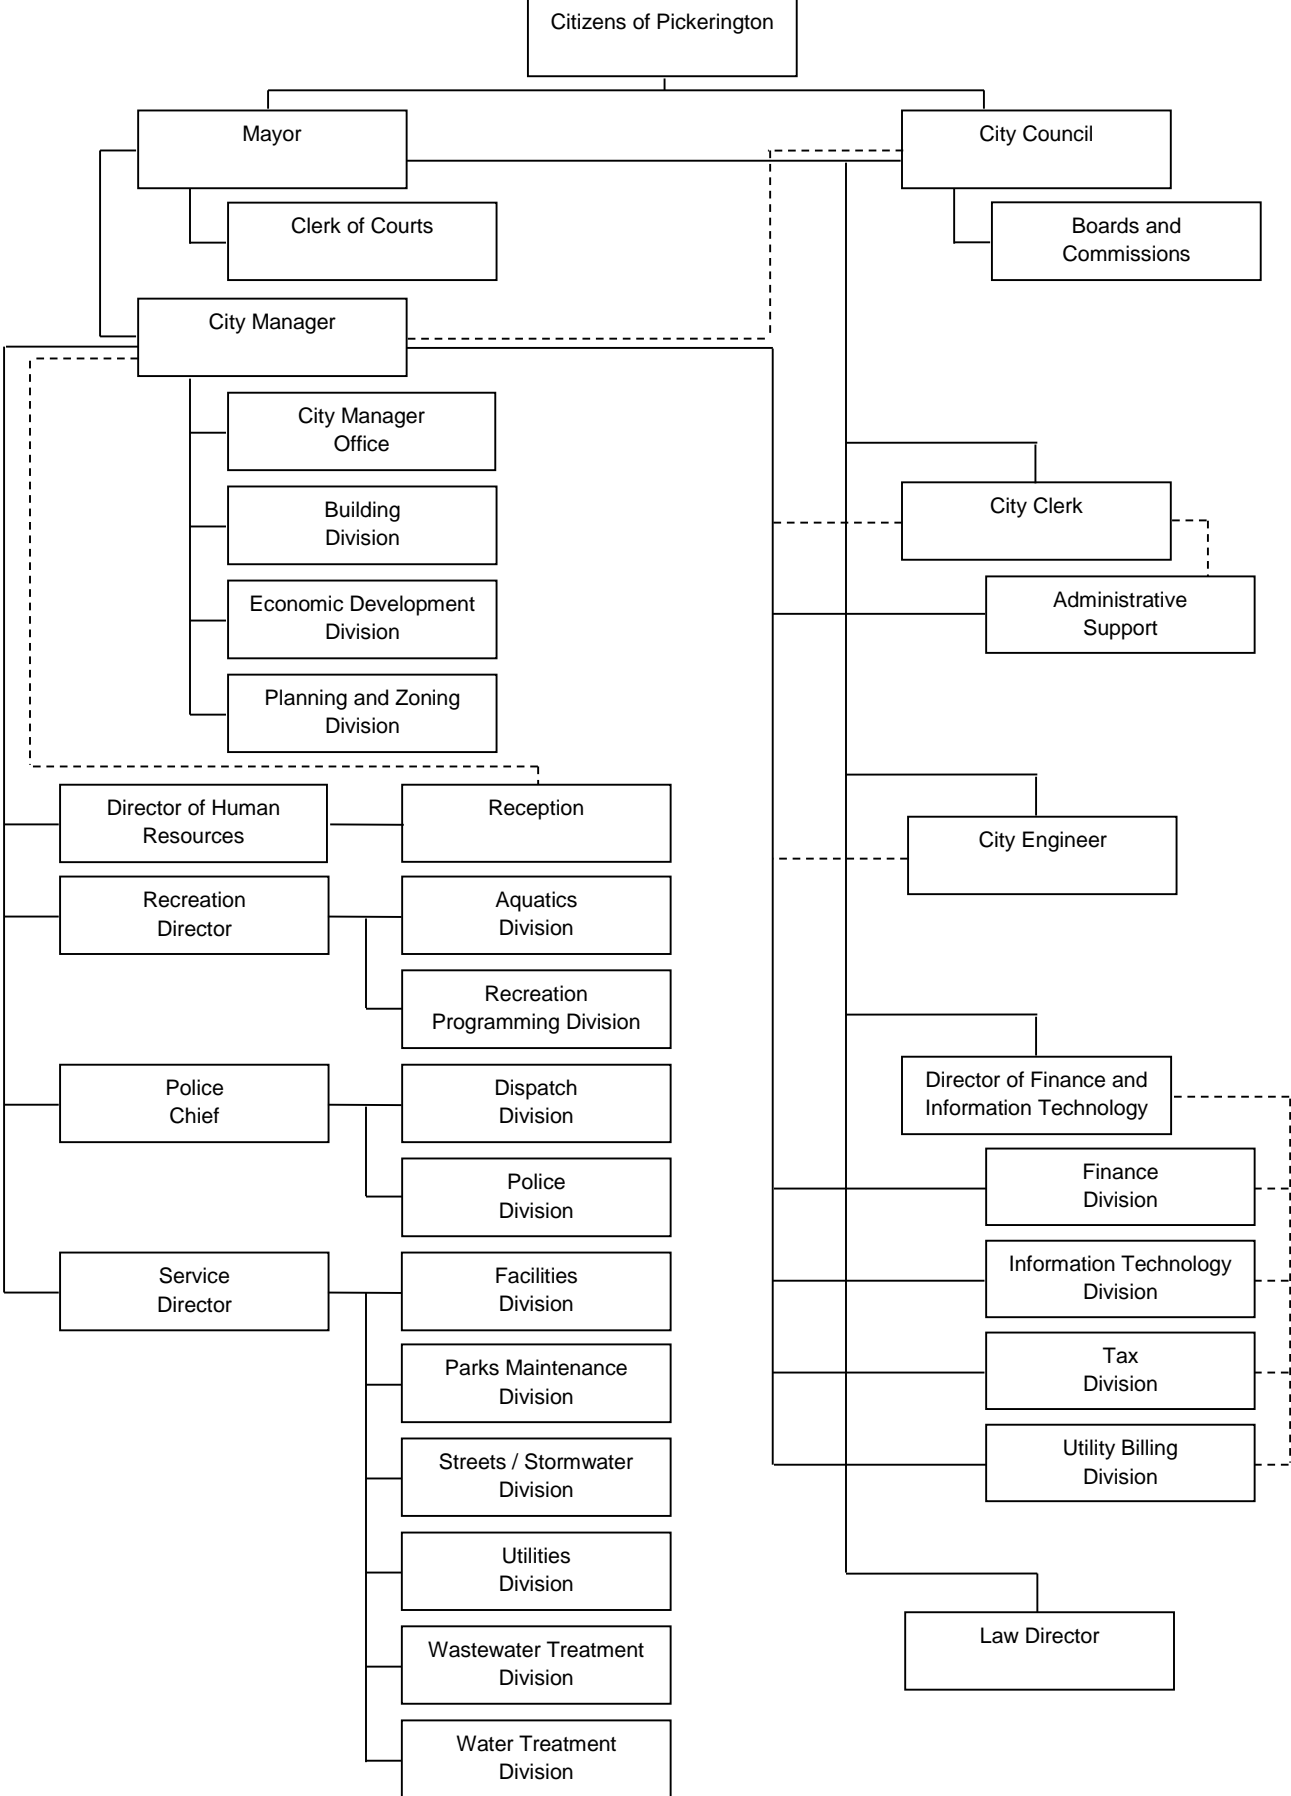 Citizens of Pickerington
Mayor
City Council
Clerk of Courts
Boards and
Commissions
City Manager
City Manager
Office
Building
Division
Economic Development
Division
Planning and Zoning
Division
City Clerk
Administrative
Support
Director of Human
Resources
Reception
City Engineer
Recreation
Director
Aquatics
Division
Recreation
Programming Division
Police
Chief
Dispatch
Division
Police
Division
Director of Finance and
Information Technology
Finance
Division
Information Technology
Division
Tax
Division
Utility Billing
Division
Service
Director
Facilities
Division
Parks Maintenance
Division
Streets / Stormwater
Division
Utilities
Division
Wastewater Treatment
Division
Water Treatment
Division
Law Director